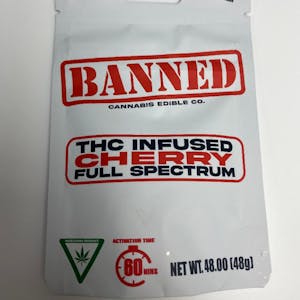 BANNED
CANNABIS EDIBLE CO.
THC INFUSED
CHERRY
FULL SPECTRUM
ACTIVATION TIME
60
MINS
NET WT. 48.00 (48g)